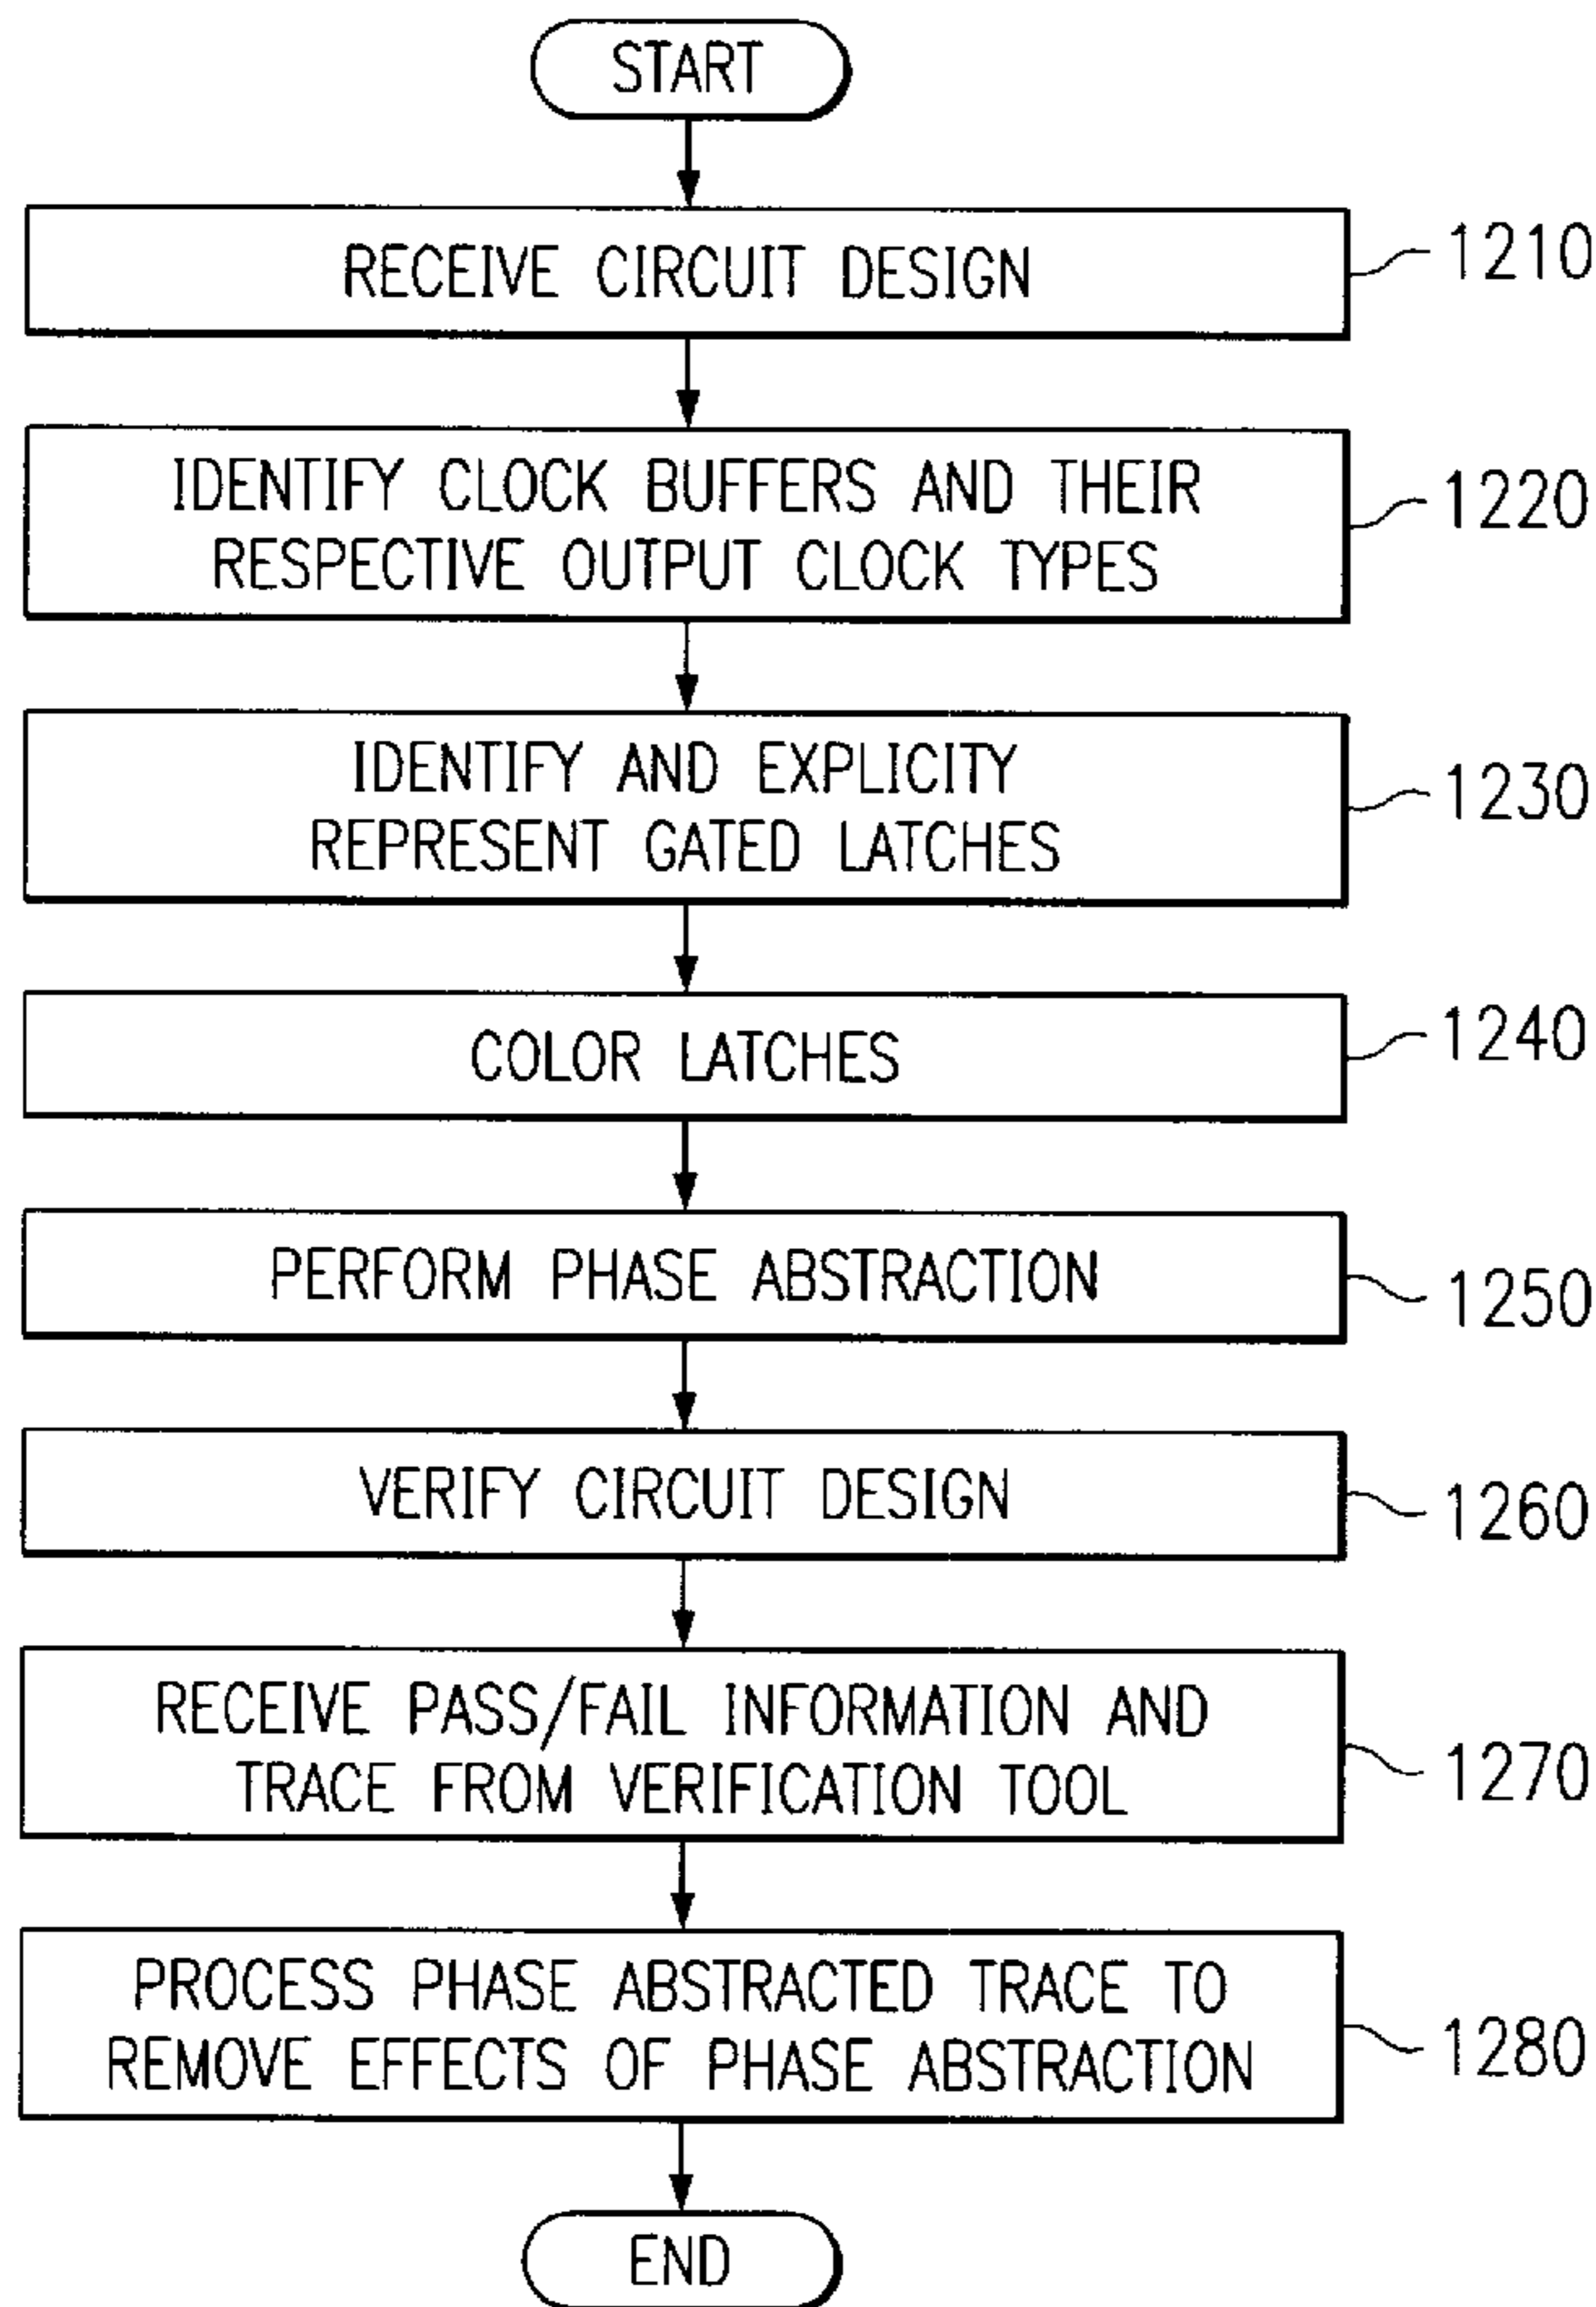 START
RECEIVE CIRCUIT DESIGN
1210
IDENTIFY CLOCK BUFFERS AND THEIR
RESPECTIVE OUTPUT CLOCK TYPES
1220
IDENTIFY AND EXPLICITY
REPRESENT GATED LATCHES
1230
COLOR LATCHES
1240
PERFORM PHASE ABSTRACTION
1250
VERIFY CIRCUIT DESIGN
1260
RECEIVE PASS/FAIL INFORMATION AND
TRACE FROM VERIFICATION TOOL
1270
PROCESS PHASE ABSTRACTED TRACE TO
REMOVE EFFECTS OF PHASE ABSTRACTION
1280
END